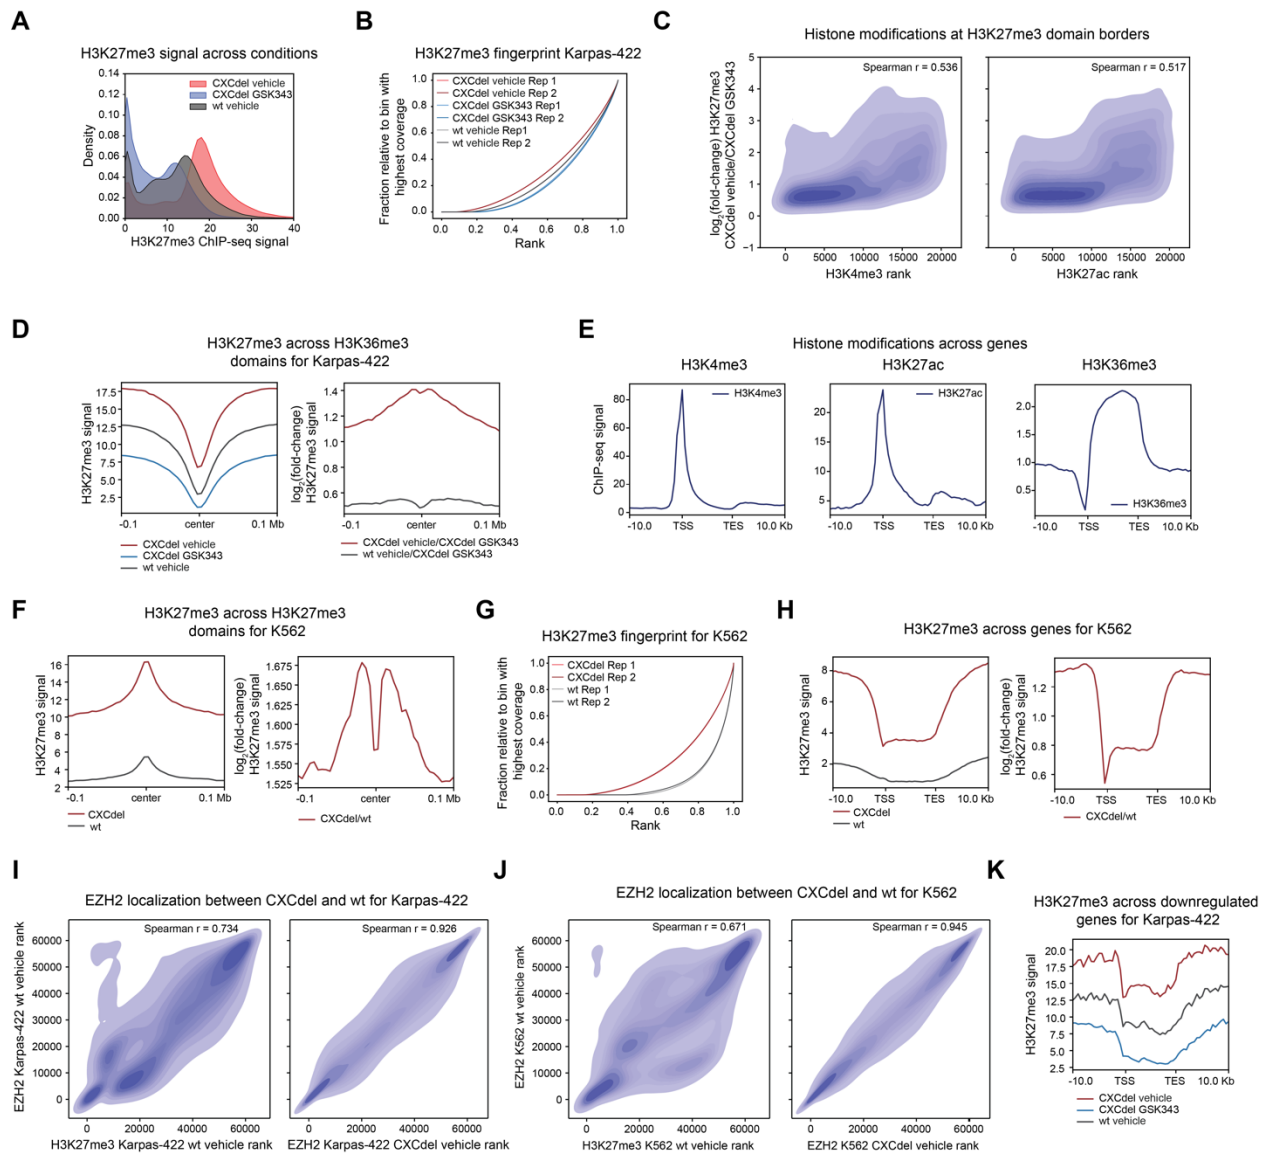 A
H3K27me3 signal across conditions
0.14
0.12
0.10
0.08
0.06
0.04
0.02
0.00
Density
CXCdel vehicle
CXCdel GSK343
wt vehicle
0 10 20 30 40
H3K27me3 ChIP-seq signal
B
H3K27me3 fingerprint Karpas-422
Fraction relative to bin with
highest coverage
1.0
0.8
0.6
0.4
0.2
0.0
CXCdel vehicle Rep 1
CXCdel vehicle Rep 2
CXCdel GSK343 Rep1
CXCdel GSK343 Rep 2
wt vehicle Rep1
wt vehicle Rep 2
0.0 0.2 0.4 0.6 0.8 1.0
Rank
C
Histone modifications at H3K27me3 domain borders
log2(fold-change) H3K27me3
CXCdel vehicle/CXCdel GSK343
5
4
3
2
1
0
−1
Spearman r = 0.536
0 5000 10000 15000 20000
H3K4me3 rank
Spearman r = 0.517
0 5000 10000 15000 20000
H3K27ac rank
D
H3K27me3 across H3K36me3
domains for Karpas-422
H3K27me3 signal
17.5
15.0
12.5
10.0
7.5
5.0
2.5
-0.1 center 0.1 Mb
CXCdel vehicle
CXCdel GSK343
wt vehicle
log2(fold-change)
H3K27me3 signal
1.4
1.2
1.0
0.8
0.6
-0.1 center 0.1 Mb
CXCdel vehicle/CXCdel GSK343
wt vehicle/CXCdel GSK343
E
Histone modifications across genes
H3K4me3
ChIP-seq signal
80
60
40
20
0
H3K4me3
-10.0 TSS TES 10.0 Kb
H3K27ac
20
15
10
5
H3K27ac
-10.0 TSS TES 10.0 Kb
H3K36me3
2.0
1.5
1.0
0.5
H3K36me3
-10.0 TSS TES 10.0 Kb
F
H3K27me3 across H3K27me3
domains for K562
H3K27me3 signal
16
14
12
10
8
6
4
2
-0.1 center 0.1 Mb
CXCdel
wt
log2(fold-change)
H3K27me3 signal
1.675
1.650
1.625
1.600
1.575
1.550
1.525
-0.1 center 0.1 Mb
CXCdel/wt
G
H3K27me3 fingerprint for K562
Fraction relative to bin with
highest coverage
1.0
0.8
0.6
0.4
0.2
0.0
CXCdel Rep 1
CXCdel Rep 2
wt Rep 1
wt Rep 2
0.0 0.2 0.4 0.6 0.8 1.0
Rank
H
H3K27me3 across genes for K562
H3K27me3 signal
8
6
4
2
-10.0 TSS TES 10.0 Kb
CXCdel
wt
log2(fold-change)
H3K27me3 signal
1.2
1.0
0.8
0.6
-10.0 TSS TES 10.0 Kb
CXCdel/wt
I
EZH2 localization between CXCdel and wt for Karpas-422
EZH2 Karpas-422 wt vehicle rank
60000
50000
40000
30000
20000
10000
0
Spearman r = 0.734
0 20000 40000 60000
H3K27me3 Karpas-422 wt vehicle rank
Spearman r = 0.926
0 20000 40000 60000
EZH2 Karpas-422 CXCdel vehicle rank
J
EZH2 localization between CXCdel and wt for K562
EZH2 K562 wt vehicle rank
60000
50000
40000
30000
20000
10000
0
Spearman r = 0.671
0 20000 40000 60000
H3K27me3 K562 wt vehicle rank
Spearman r = 0.945
0 20000 40000 60000
EZH2 K562 CXCdel vehicle rank
K
H3K27me3 across downregulated
genes for Karpas-422
H3K27me3 signal
20.0
17.5
15.0
12.5
10.0
7.5
5.0
2.5
-10.0 TSS TES 10.0 Kb
CXCdel vehicle
CXCdel GSK343
wt vehicle